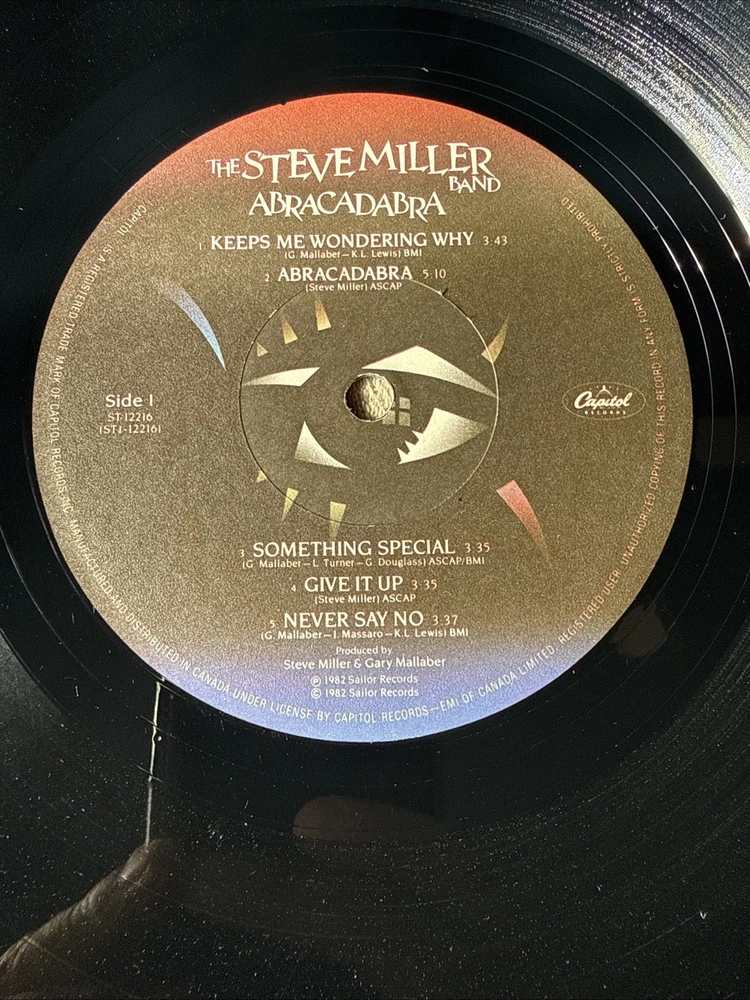 THE STEVE MILLER
BAND
ABRACADABRA
1 KEEPS ME WONDERING WHY 3:43
(G. Mallaber—K.L. Lewis) BMI
2 ABRACADABRA 5:10
(Steve Miller) ASCAP
Side 1
ST-12216
(ST1-12216)
Capitol
RECORDS
3 SOMETHING SPECIAL 3:35
(G. Mallaber—L. Turner—G. Douglass) ASCAP/BMI
4 GIVE IT UP 3:35
(Steve Miller) ASCAP
5 NEVER SAY NO 3:37
(G. Mallaber—J. Massaro—K.L. Lewis) BMI
Produced by
Steve Miller & Gary Mallaber
℗ 1982 Sailor Records
© 1982 Sailor Records
CAPITOL IS A REGISTERED TRADE MARK OF CAPITOL RECORDS INC. MANUFACTURED AND DISTRIBUTED IN CANADA UNDER LICENSE BY CAPITOL RECORDS—EMI OF CANADA LIMITED. REGISTERED USER. UNAUTHORIZED COPYING OF THIS RECORD IN ANY FORM IS STRICTLY PROHIBITED